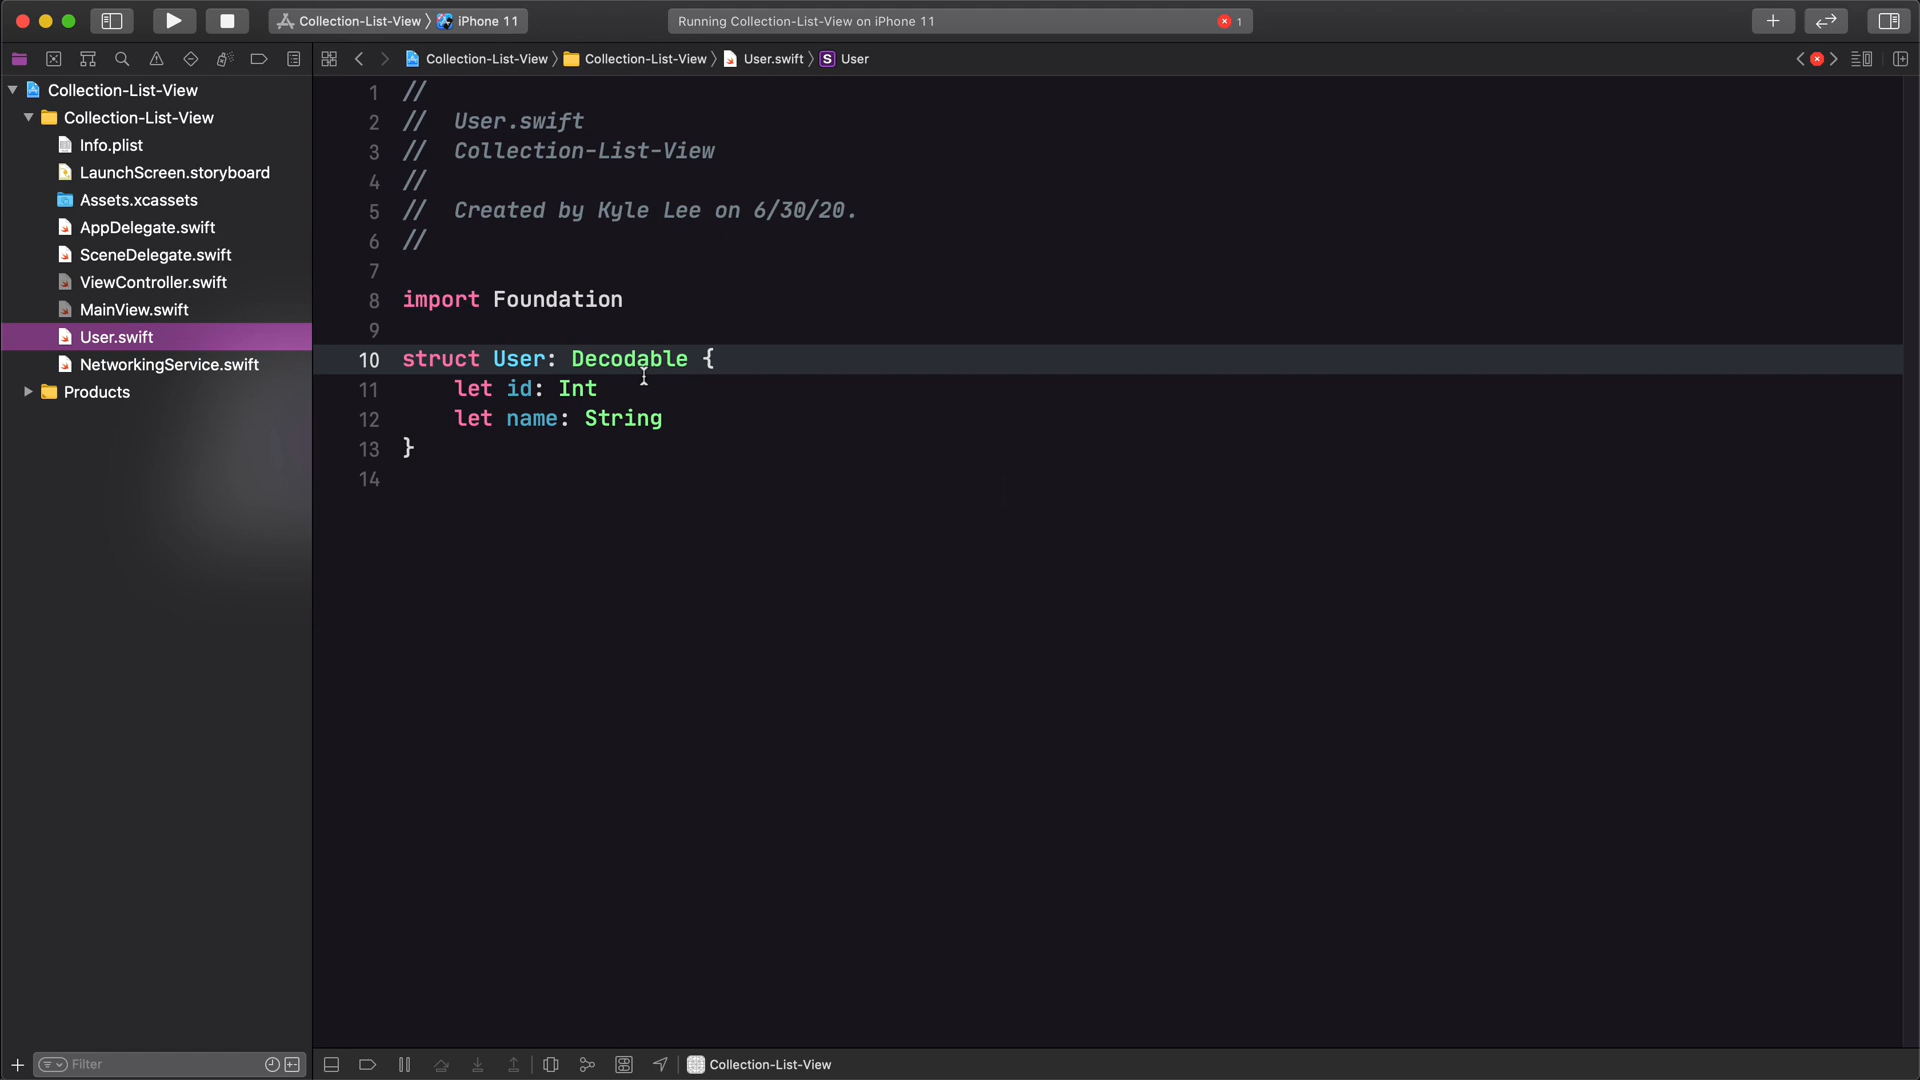 Collection-List-View 〉 iPhone 11
Running Collection-List-View on iPhone 11
1
Collection-List-View 〉 Collection-List-View 〉 User.swift 〉 S User
Collection-List-View
Collection-List-View
Info.plist
LaunchScreen.storyboard
Assets.xcassets
AppDelegate.swift
SceneDelegate.swift
ViewController.swift
MainView.swift
User.swift
NetworkingService.swift
Products
1 //
2 // User.swift
3 // Collection-List-View
4 //
5 // Created by Kyle Lee on 6/30/20.
6 //
7
8 import Foundation
9
10 struct User: Decodable {
11 let id: Int
12 let name: String
13 }
14
Filter
Collection-List-View